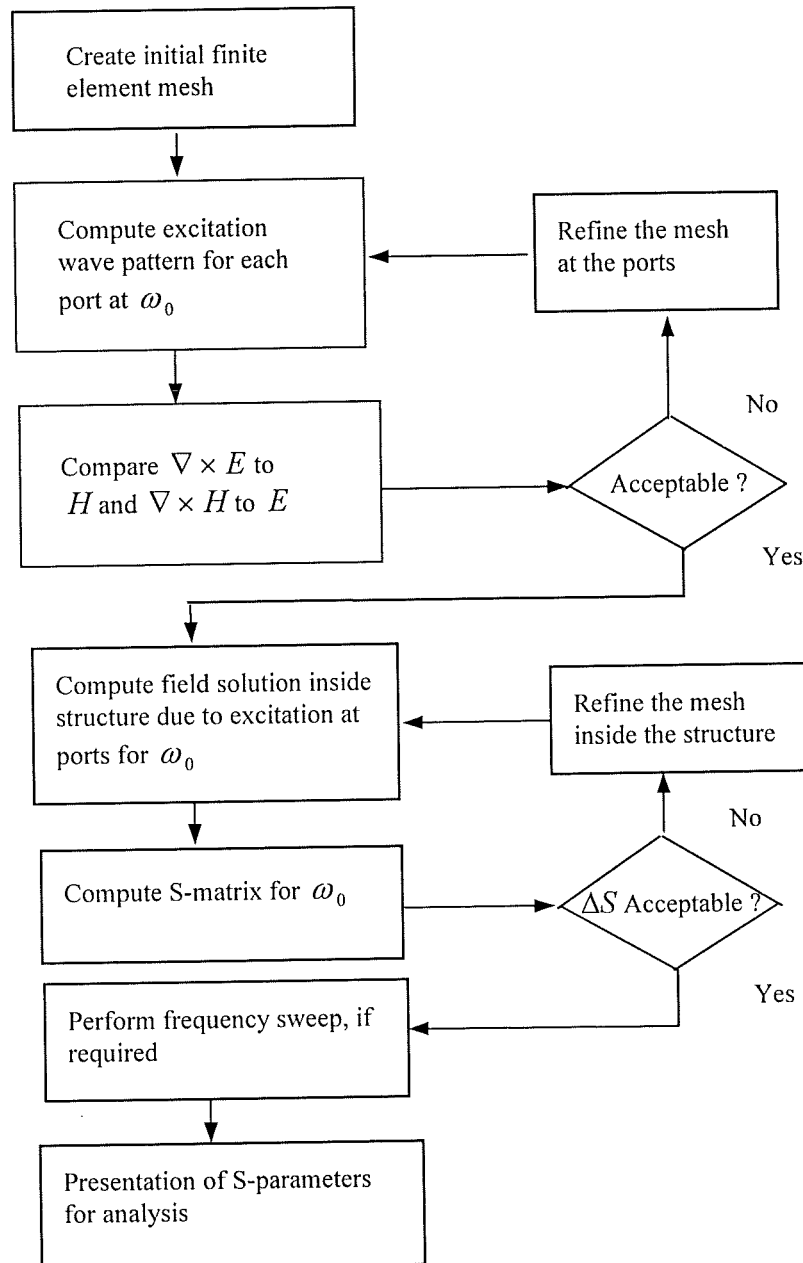 Create initial finite
element mesh
Compute excitation
wave pattern for each
port at ω₀
Refine the mesh
at the ports
No
Compare ∇ × E to
H and ∇ × H to E
Acceptable ?
Yes
Compute field solution inside
structure due to excitation at
ports for ω₀
Refine the mesh
inside the structure
No
Compute S-matrix for ω₀
ΔS Acceptable ?
Yes
Perform frequency sweep, if
required
Presentation of S-parameters
for analysis